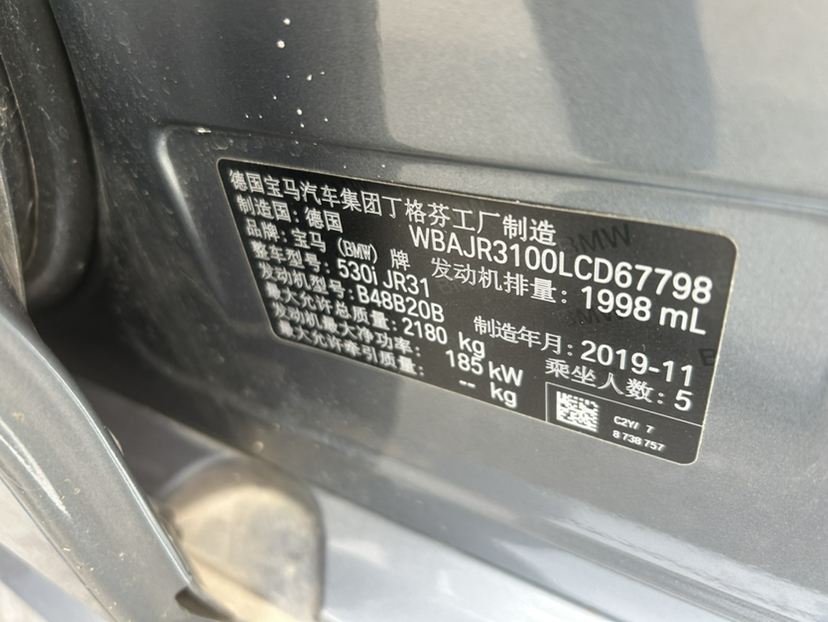 德国宝马汽车集团丁格芬工厂制造
制造国：德国 WBAJR3100LCD67798
品牌：宝马（BMW）牌 发动机排量：1998 mL
整车型号：530i JR31
发动机型号：B48B20B 制造年月：2019-11
最大允许总质量：2180 kg 乘坐人数：5
发动机最大净功率：185 kW
最大允许牵引质量：-- kg
C2Y/ 7
8 738 757
BMW